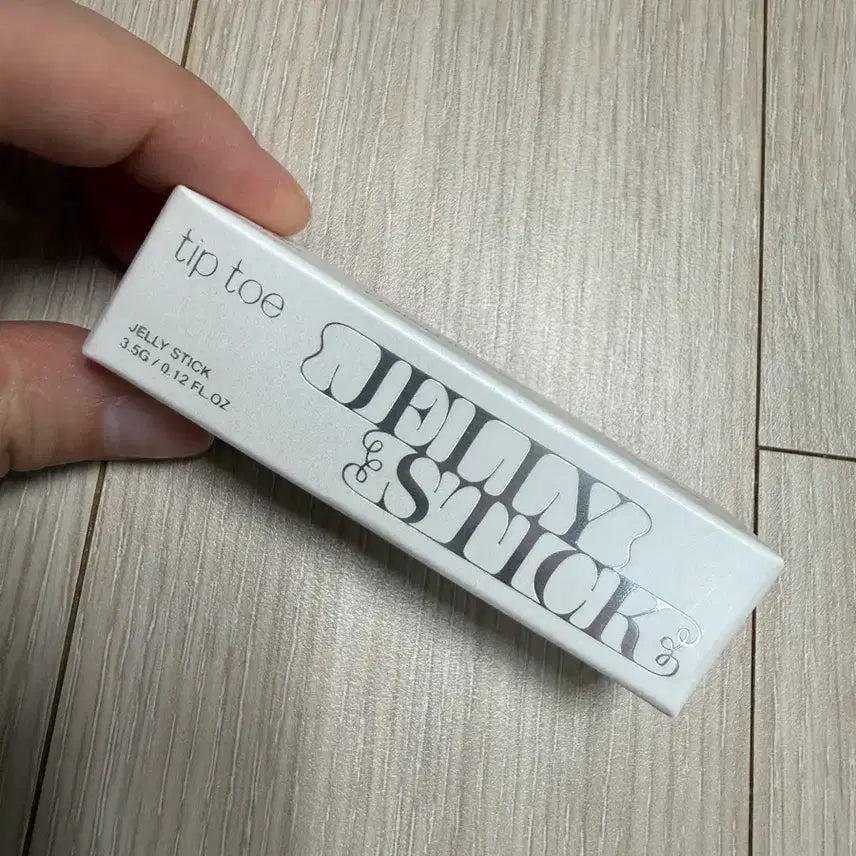 tip toe
JELLY STICK
3.5G / 0.12 FL.OZ
JELLY
STICK